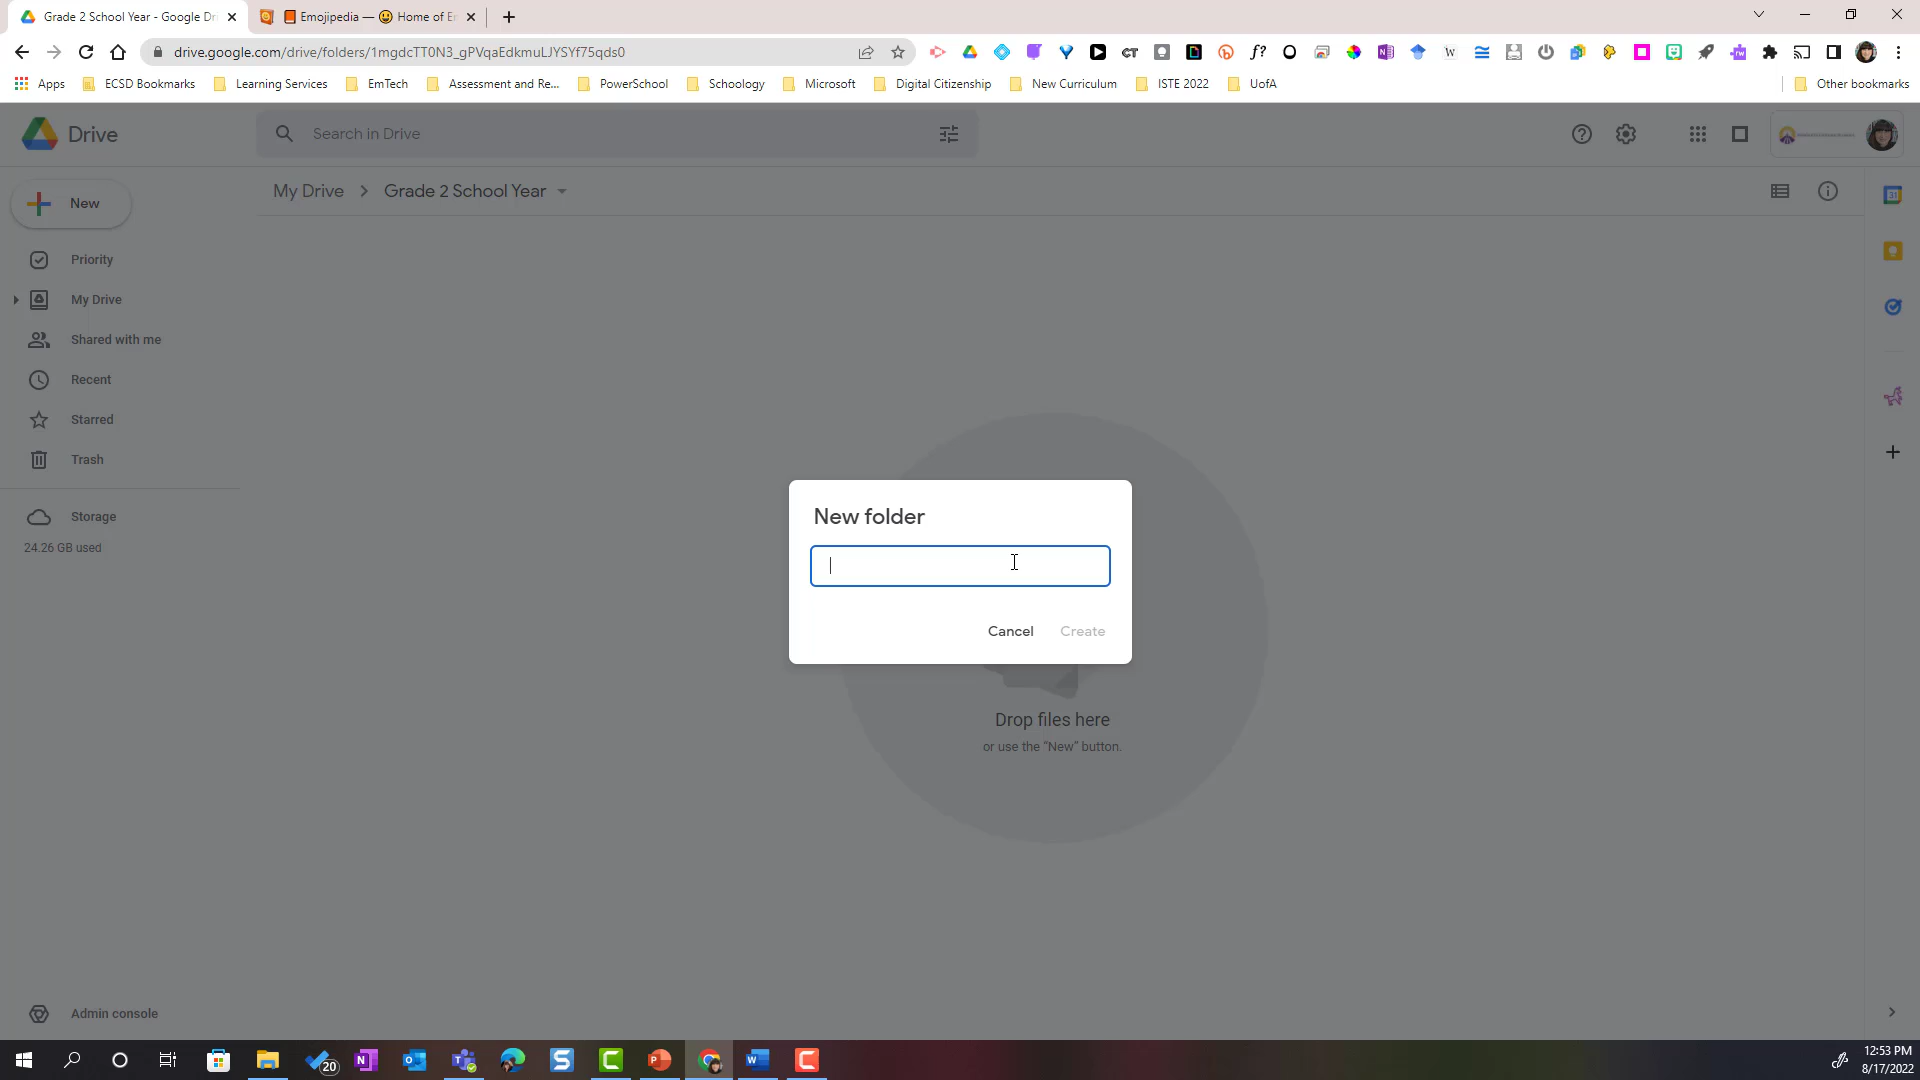 Grade 2 School Year - Google Dr
Emojipedia — 😃 Home of Em
drive.google.com/drive/folders/1mgdcTT0N3_gPVqaEdkmuLJYSYf75qds0
Apps
ECSD Bookmarks
Learning Services
EmTech
Assessment and Re...
PowerSchool
Schoology
Microsoft
Digital Citizenship
New Curriculum
ISTE 2022
UofA
Other bookmarks
Drive
Search in Drive
New
My Drive > Grade 2 School Year
Priority
My Drive
Shared with me
Recent
Starred
Trash
Storage
24.26 GB used
New folder
Cancel
Create
Drop files here
or use the “New” button.
Admin console
20
12:53 PM
8/17/2022